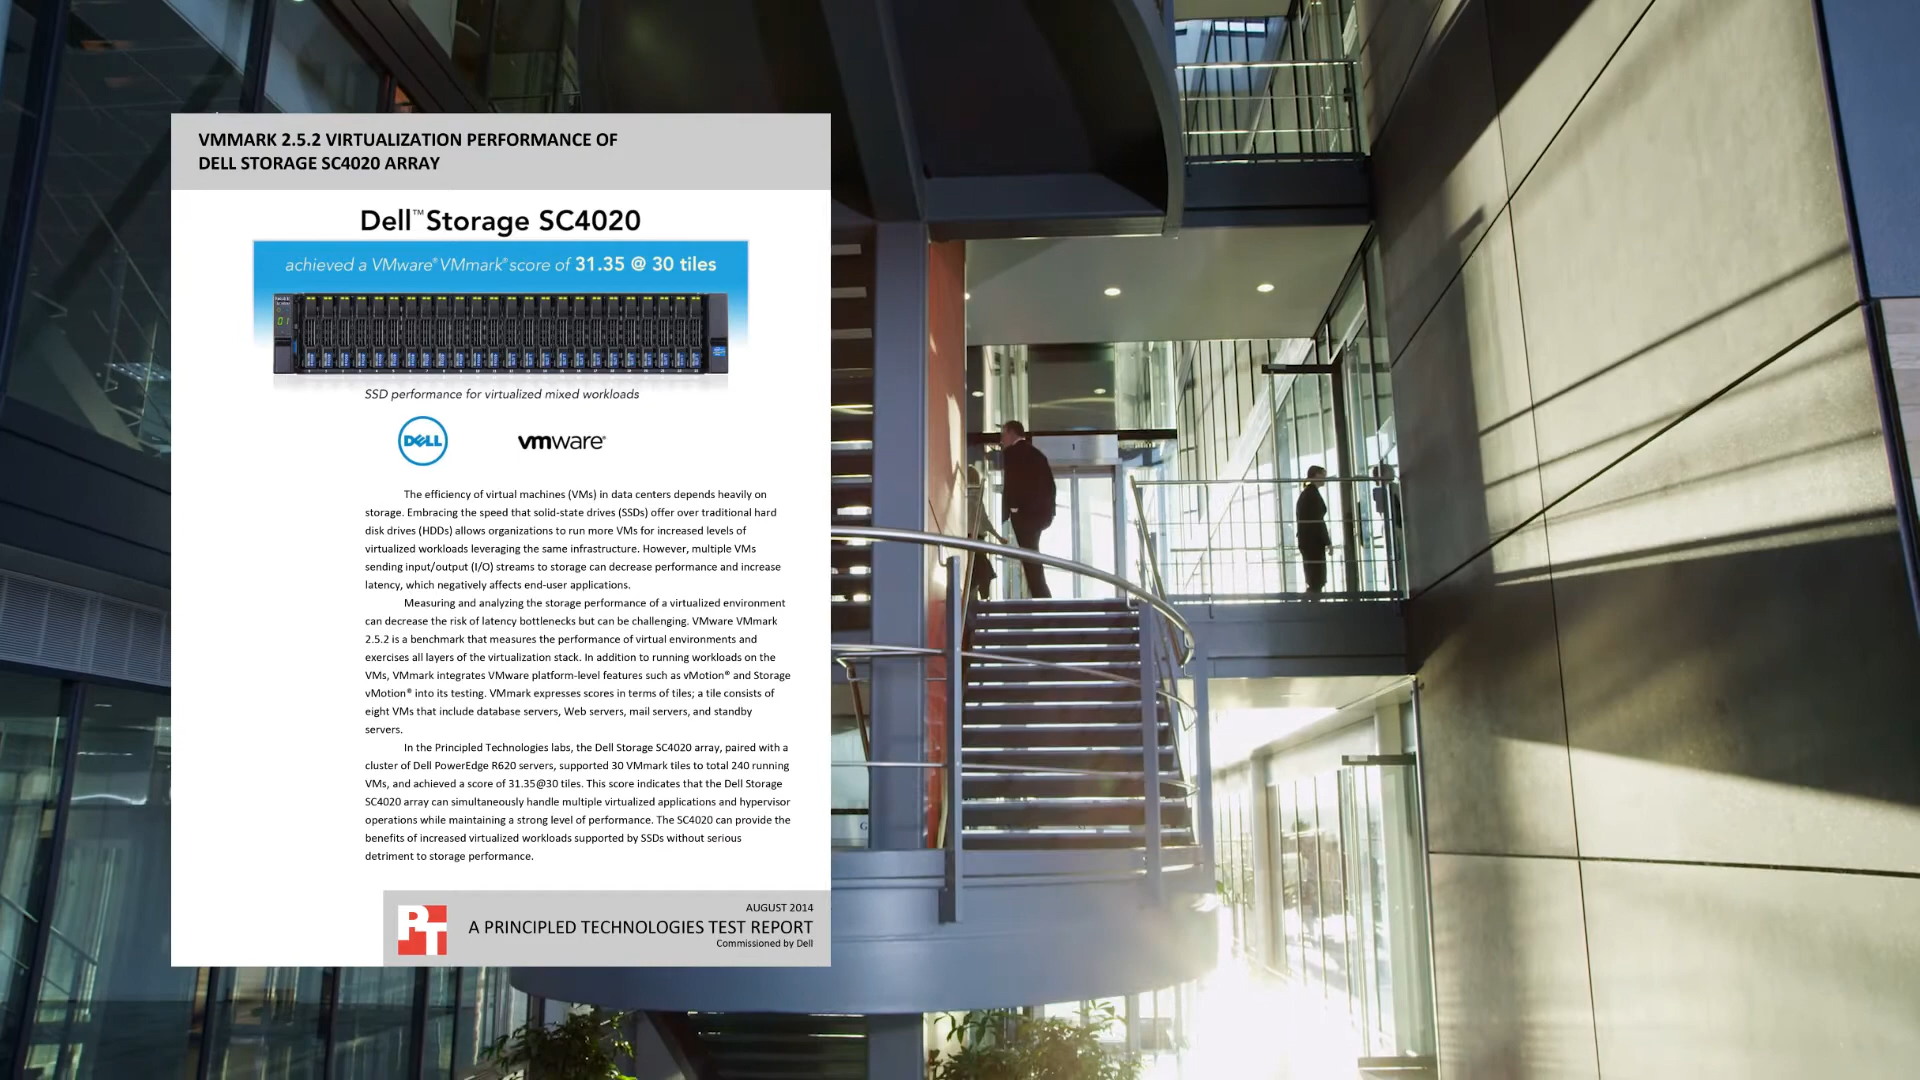 VMMARK 2.5.2 VIRTUALIZATION PERFORMANCE OF
DELL STORAGE SC4020 ARRAY
Dell™ Storage SC4020
achieved a VMware® VMmark® score of 31.35 @ 30 tiles
SSD performance for virtualized mixed workloads
DELL
vmware®
The efficiency of virtual machines (VMs) in data centers depends heavily on
storage. Embracing the speed that solid-state drives (SSDs) offer over traditional hard
disk drives (HDDs) allows organizations to run more VMs for increased levels of
virtualized workloads leveraging the same infrastructure. However, multiple VMs
sending input/output (I/O) streams to storage can decrease performance and increase
latency, which negatively affects end-user applications.
Measuring and analyzing the storage performance of a virtualized environment
can decrease the risk of latency bottlenecks but can be challenging. VMware VMmark
2.5.2 is a benchmark that measures the performance of virtual environments and
exercises all layers of the virtualization stack. In addition to running workloads on the
VMs, VMmark integrates VMware platform-level features such as vMotion® and Storage
vMotion® into its testing. VMmark expresses scores in terms of tiles; a tile consists of
eight VMs that include database servers, Web servers, mail servers, and standby
servers.
In the Principled Technologies labs, the Dell Storage SC4020 array, paired with a
cluster of Dell PowerEdge R620 servers, supported 30 VMmark tiles to total 240 running
VMs, and achieved a score of 31.35@30 tiles. This score indicates that the Dell Storage
SC4020 array can simultaneously handle multiple virtualized applications and hypervisor
operations while maintaining a strong level of performance. The SC4020 can provide the
benefits of increased virtualized workloads supported by SSDs without serious
detriment to storage performance.
AUGUST 2014
PT
A PRINCIPLED TECHNOLOGIES TEST REPORT
Commissioned by Dell